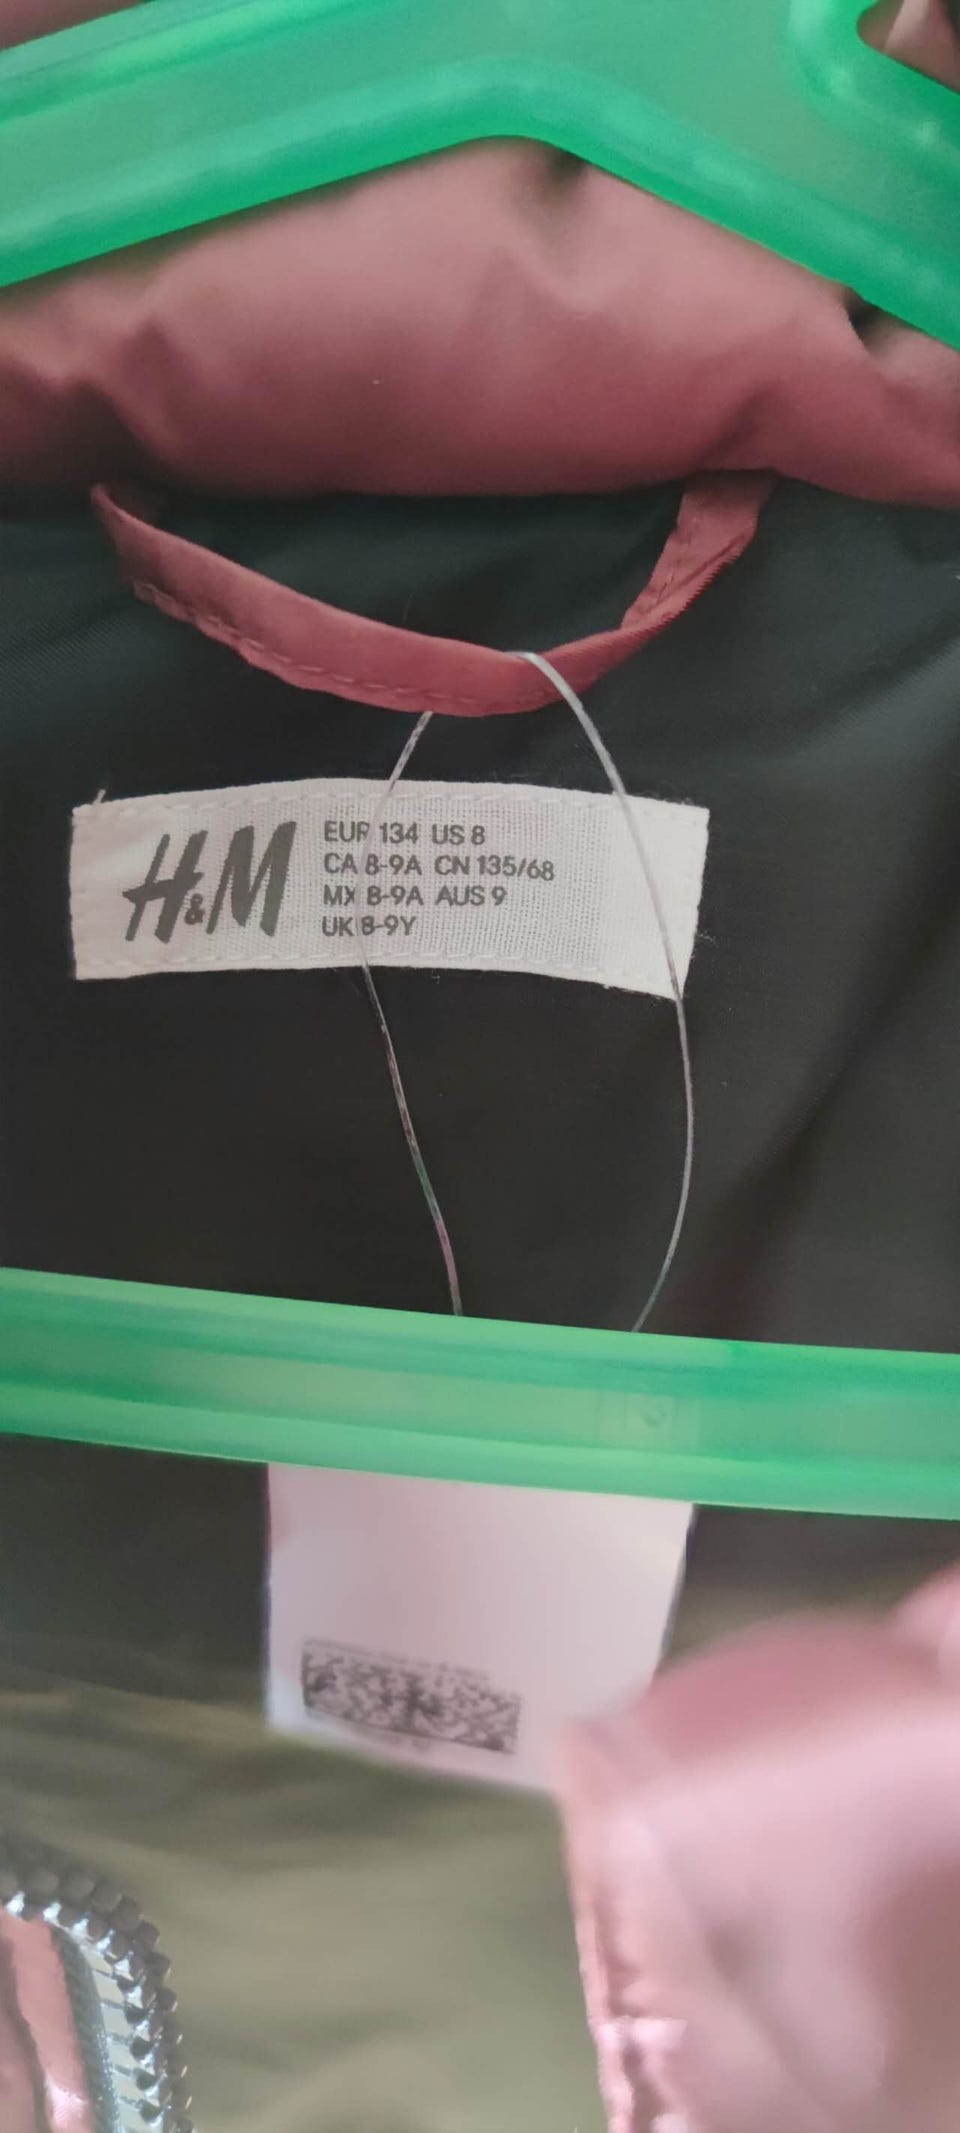 H&M
EUR 134 US 8
CA 8-9A CN 135/68
MX 8-9A AUS 9
UK 8-9Y